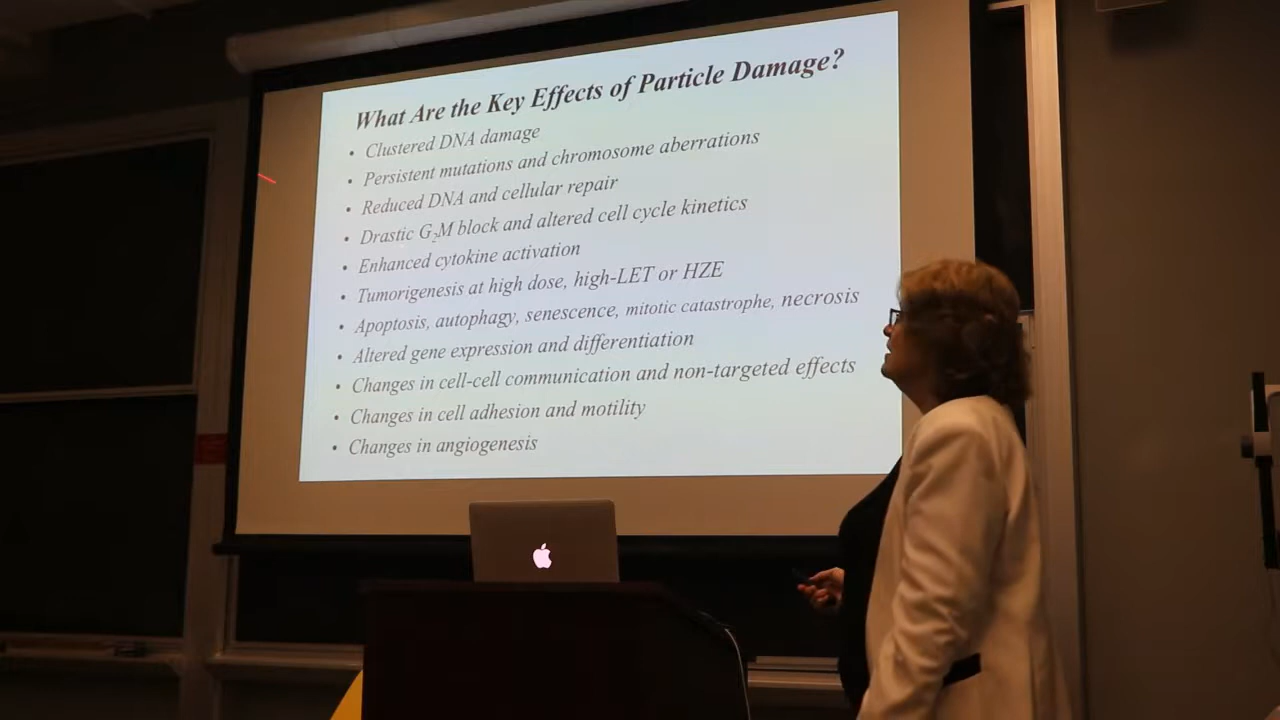 What Are the Key Effects of Particle Damage?
• Clustered DNA damage
• Persistent mutations and chromosome aberrations
• Reduced DNA and cellular repair
• Drastic G₂M block and altered cell cycle kinetics
• Enhanced cytokine activation
• Tumorigenesis at high dose, high-LET or HZE
• Apoptosis, autophagy, senescence, mitotic catastrophe, necrosis
• Altered gene expression and differentiation
• Changes in cell-cell communication and non-targeted effects
• Changes in cell adhesion and motility
• Changes in angiogenesis